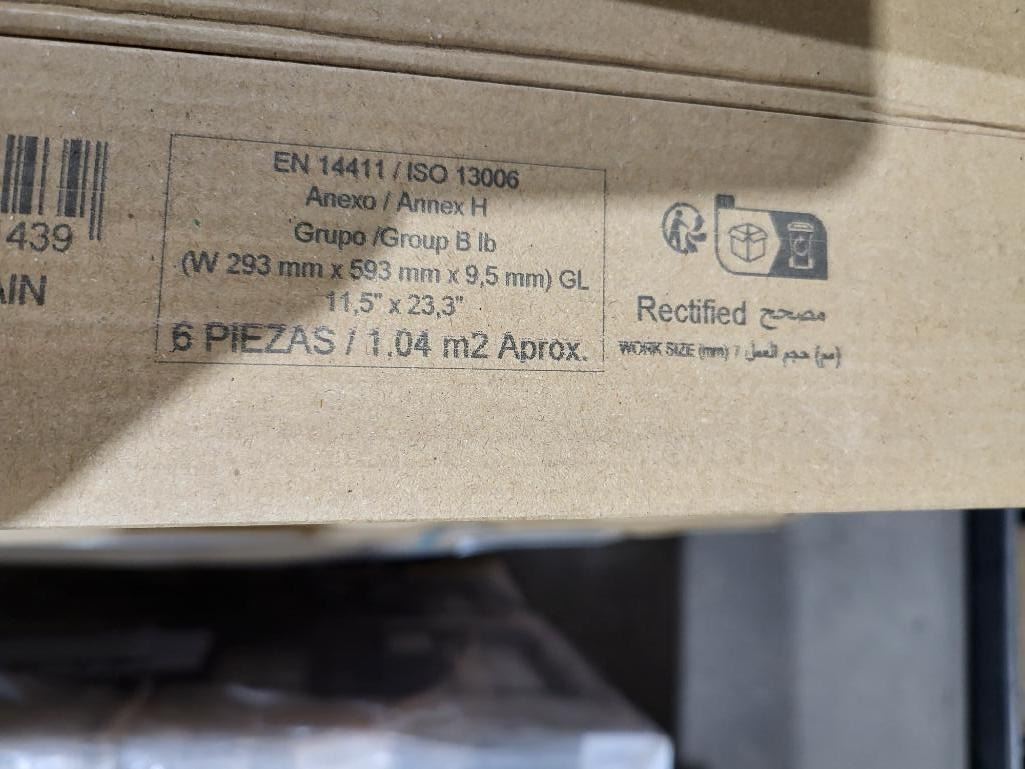 1439
AIN
EN 14411 / ISO 13006
Anexo / Annex H
Grupo /Group B Ib
(W 293 mm x 593 mm x 9,5 mm) GL
11,5" x 23,3"
6 PIEZAS / 1.04 m2 Aprox.
Rectified مصحح
WORK SIZE (mm) / حجم العمل (مم)